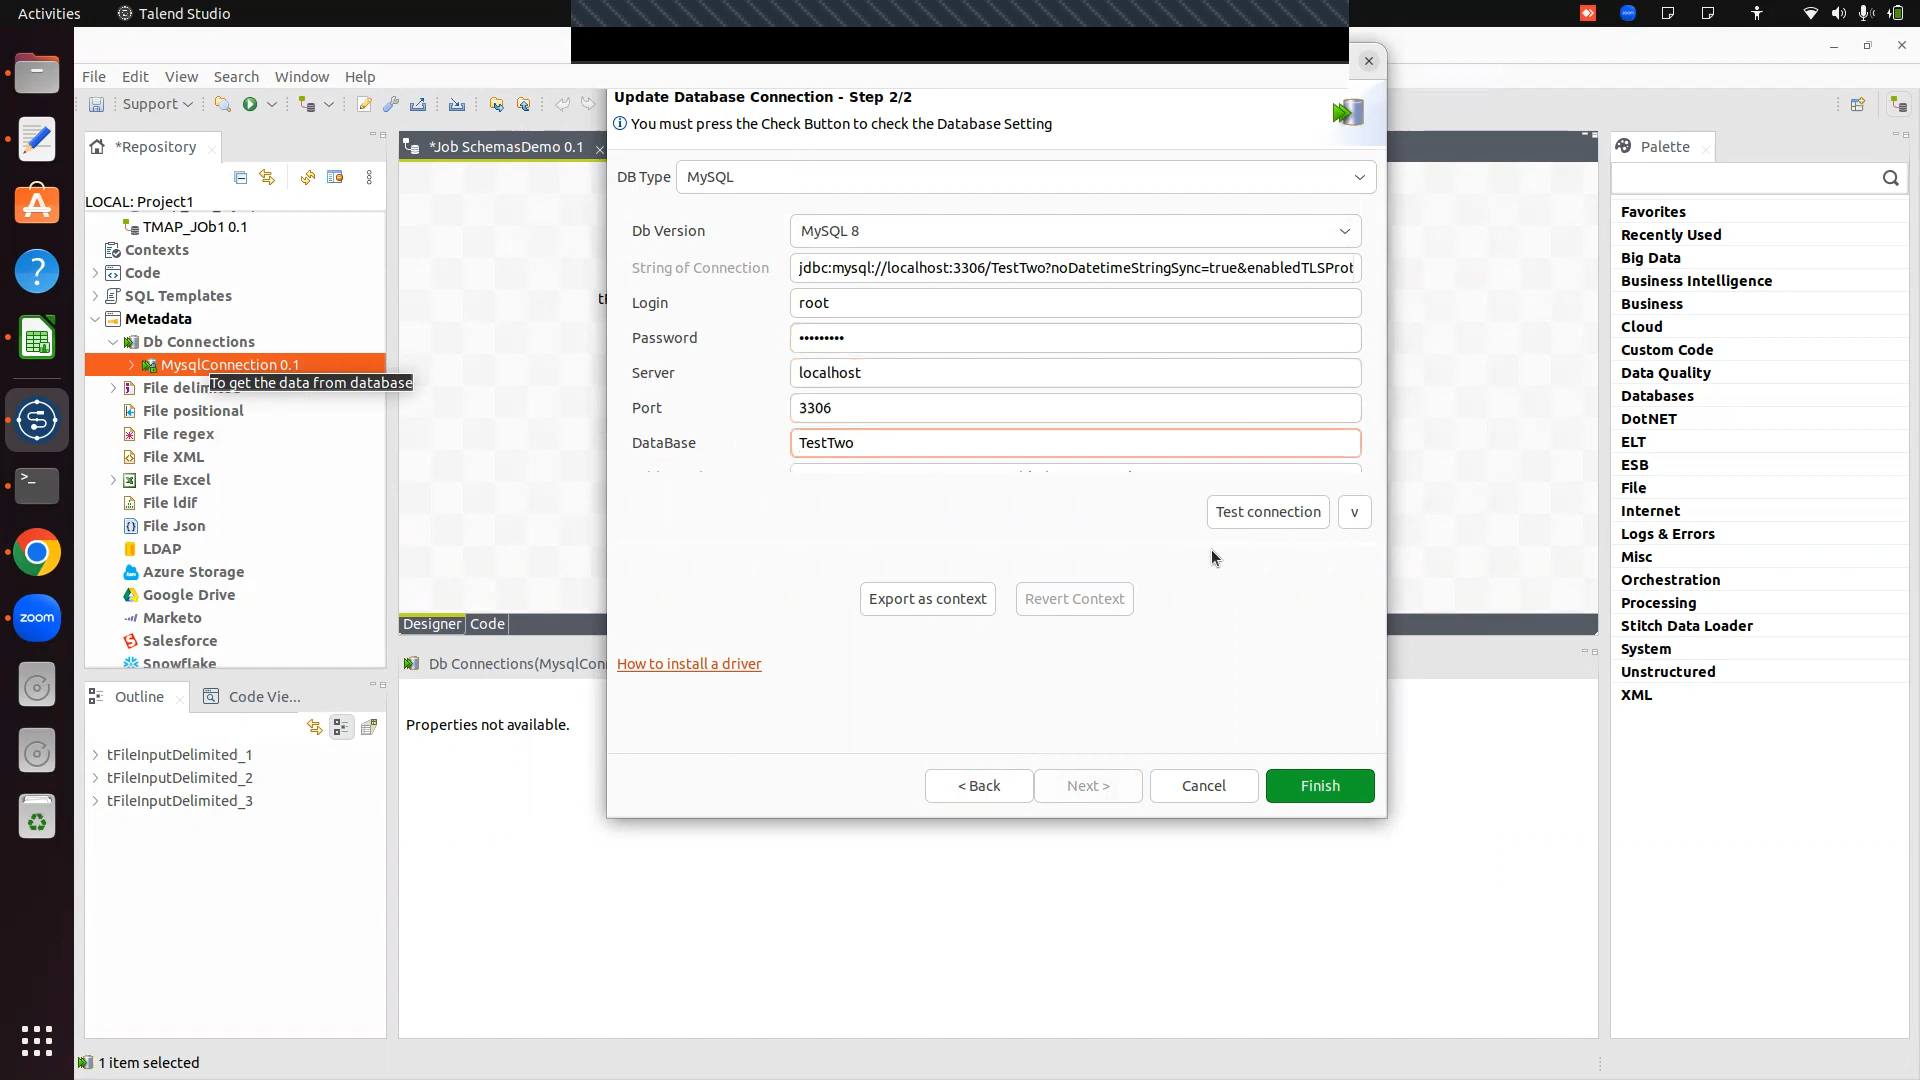 Activities
Talend Studio
File Edit View Search Window Help
Support
*Repository
LOCAL: Project1
TMAP_JOb1 0.1
Contexts
Code
SQL Templates
Metadata
Db Connections
MysqlConnection 0.1
To get the data from database
File positional
File regex
File XML
File Excel
File ldif
File Json
LDAP
Azure Storage
Google Drive
Marketo
Salesforce
Snowflake
Outline
Code Vie...
tFileInputDelimited_1
tFileInputDelimited_2
tFileInputDelimited_3
1 item selected
*Job SchemasDemo 0.1
Designer Code
Properties not available.
Update Database Connection - Step 2/2
You must press the Check Button to check the Database Setting
DB Type MySQL
Db Version MySQL 8
String of Connection jdbc:mysql://localhost:3306/TestTwo?noDatetimeStringSync=true&enabledTLSProt
Login root
Password •••••••••
Server localhost
Port 3306
DataBase TestTwo
Test connection v
Export as context Revert Context
How to install a driver
< Back Next > Cancel Finish
Palette
Favorites
Recently Used
Big Data
Business Intelligence
Business
Cloud
Custom Code
Data Quality
Databases
DotNET
ELT
ESB
File
Internet
Logs & Errors
Misc
Orchestration
Processing
Stitch Data Loader
System
Unstructured
XML
zoom
zoom